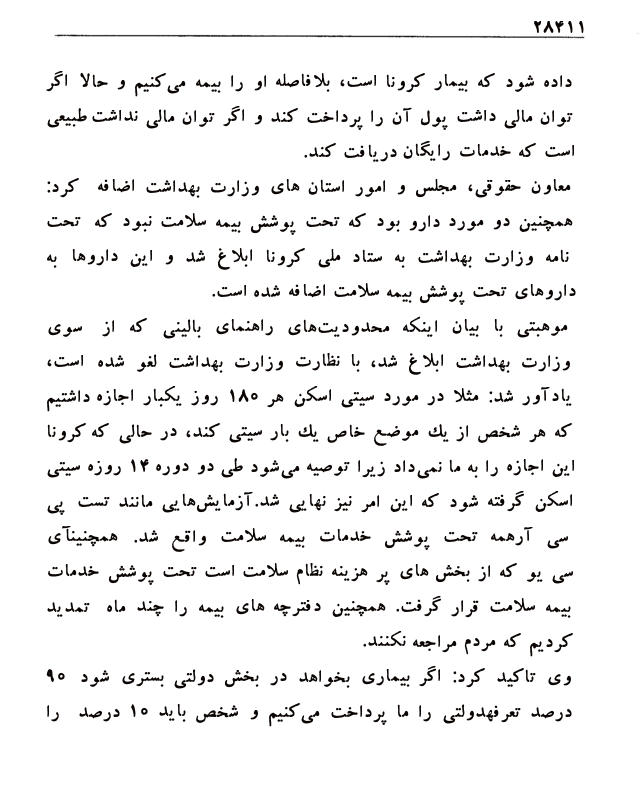 ۲۸۴۱۱
داده شود که بیمار کرونا است، بلافاصله او را بیمه می‌کنیم و حالا اگر
توان مالی داشت پول آن را پرداخت کند و اگر توان مالی نداشت طبیعی
است که خدمات رایگان دریافت کند.
معاون حقوقی، مجلس و امور استان های وزارت بهداشت اضافه کرد:
همچنین دو مورد دارو بود که تحت پوشش بیمه سلامت نبود که تحت
نامه وزارت بهداشت به ستاد ملی کرونا ابلاغ شد و این داروها به
داروهای تحت پوشش بیمه سلامت اضافه شده است.
موهبتی با بیان اینکه محدودیت‌های راهنمای بالینی که از سوی
وزارت بهداشت ابلاغ شد، با نظارت وزارت بهداشت لغو شده است،
یادآور شد: مثلا در مورد سیتی اسکن هر ۱۸۰ روز یکبار اجازه داشتیم
که هر شخص از یك موضع خاص یك بار سیتی کند، در حالی که کرونا
این اجازه را به ما نمی‌داد زیرا توصیه می‌شود طی دو دوره ۱۴ روزه سیتی
اسکن گرفته شود که این امر نیز نهایی شد.آزمایش‌هایی مانند تست پی
سی آرهمه تحت پوشش خدمات بیمه سلامت واقع شد. همچنینآی
سی یو که از بخش های پر هزینه نظام سلامت است تحت پوشش خدمات
بیمه سلامت قرار گرفت. همچنین دفترچه های بیمه را چند ماه تمدید
کردیم که مردم مراجعه نکنند.
وی تاکید کرد: اگر بیماری بخواهد در بخش دولتی بستری شود ۹۰
درصد تعرفهدولتی را ما پرداخت می‌کنیم و شخص باید ۱۰ درصد را